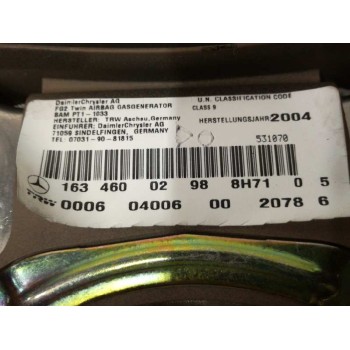 DaimlerChrysler AG
FG2 Twin AIRBAG GASGENERATOR
BAM PT1-1033
HERSTELLER: TRW Aschau,Germany
EINFUHRER: DaimlerChrysler AG
71059 SINDELFINGEN, GERMANY
TEL. 07031-90-81815
U.N. CLASSIFICATION CODE
CLASS 9
HERSTELLUNGSJAHR 2004
531070
163 460 02 98 8H71 0 5
TRW 0006 04006 00 2078 6